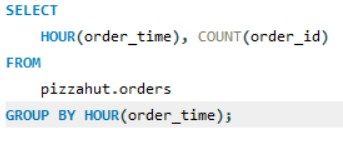 SELECT
HOUR(order_time), COUNT(order_id)
FROM
pizzahut.orders
GROUP BY HOUR(order_time);